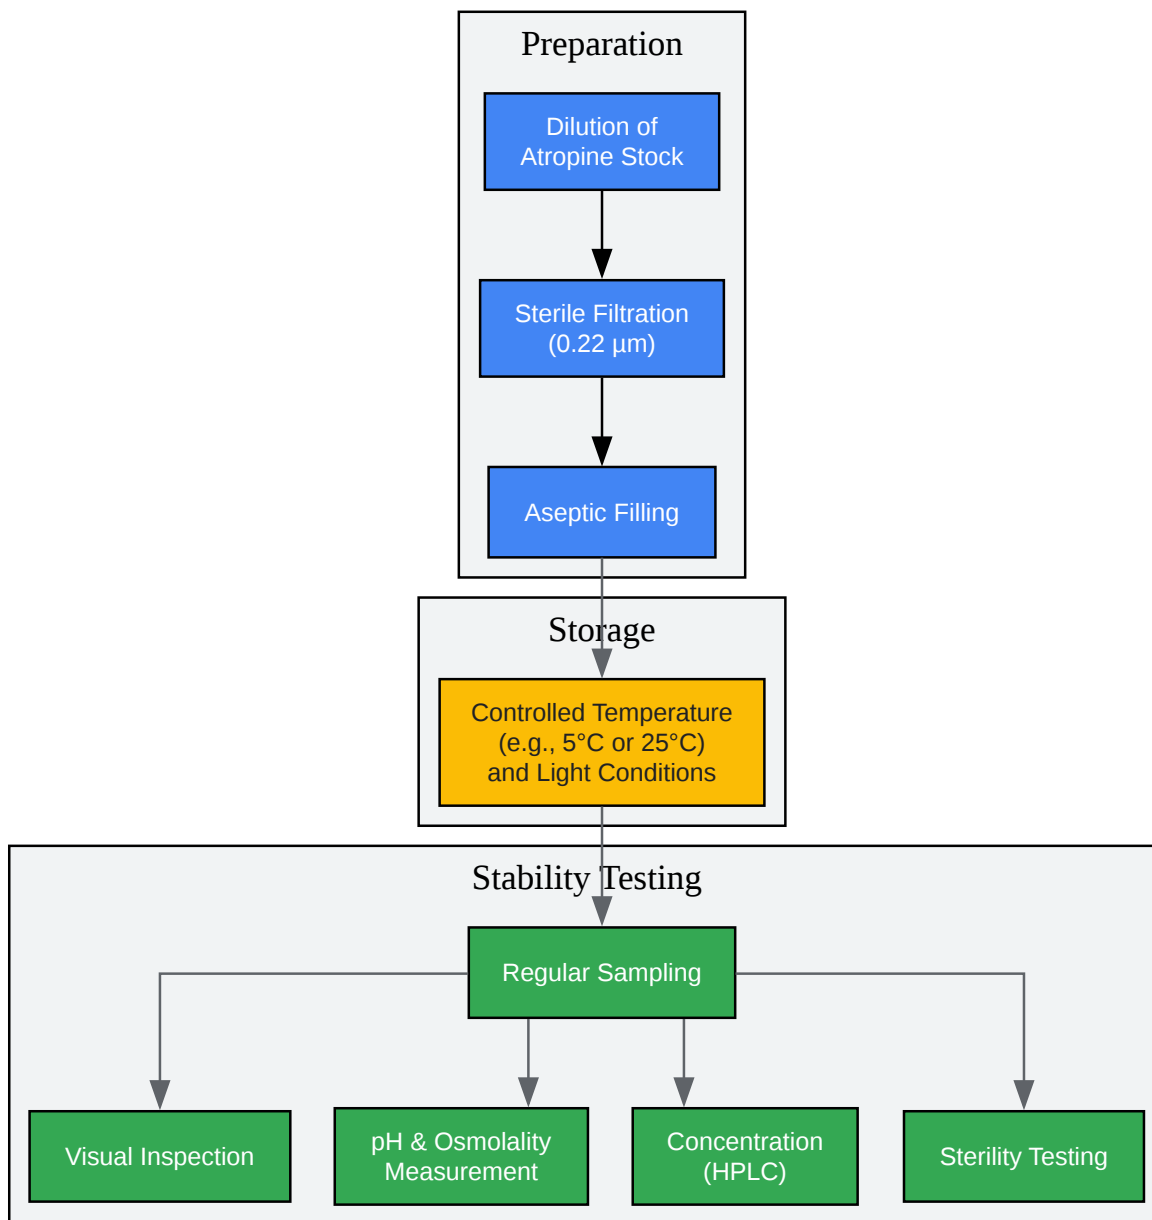 Preparation
Dilution of
Atropine Stock
Sterile Filtration
(0.22 µm)
Aseptic Filling
Storage
Controlled Temperature
(e.g., 5°C or 25°C)
and Light Conditions
Stability Testing
Regular Sampling
Visual Inspection
pH & Osmolality
Measurement
Concentration
(HPLC)
Sterility Testing